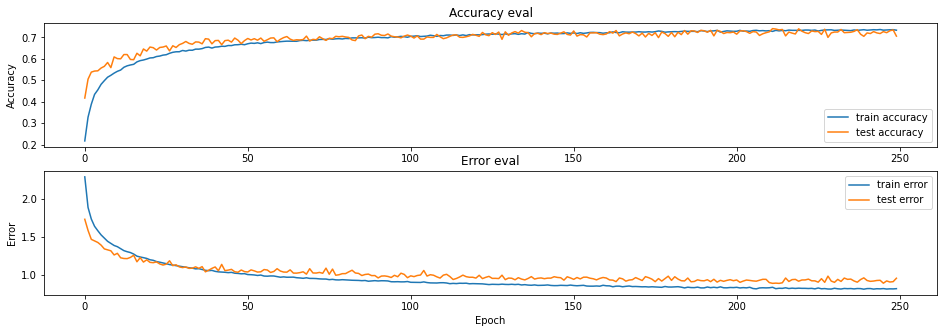 Accuracy eval
Accuracy
0.7
0.6
0.5
0.4
0.3
0.2
train accuracy
test accuracy
0
50
100
150
200
250
Error eval
Error
2.0
1.5
1.0
train error
test error
0
50
100
150
200
250
Epoch